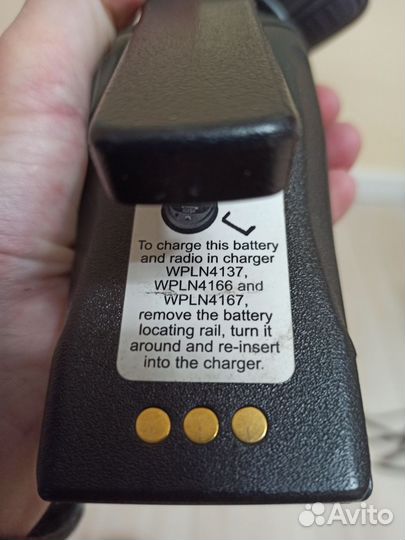 To charge this battery
and radio in charger
WPLN4137,
WPLN4166 and
WPLN4167,
remove the battery
locating rail, turn it
around and re-insert
into the charger.
Avito